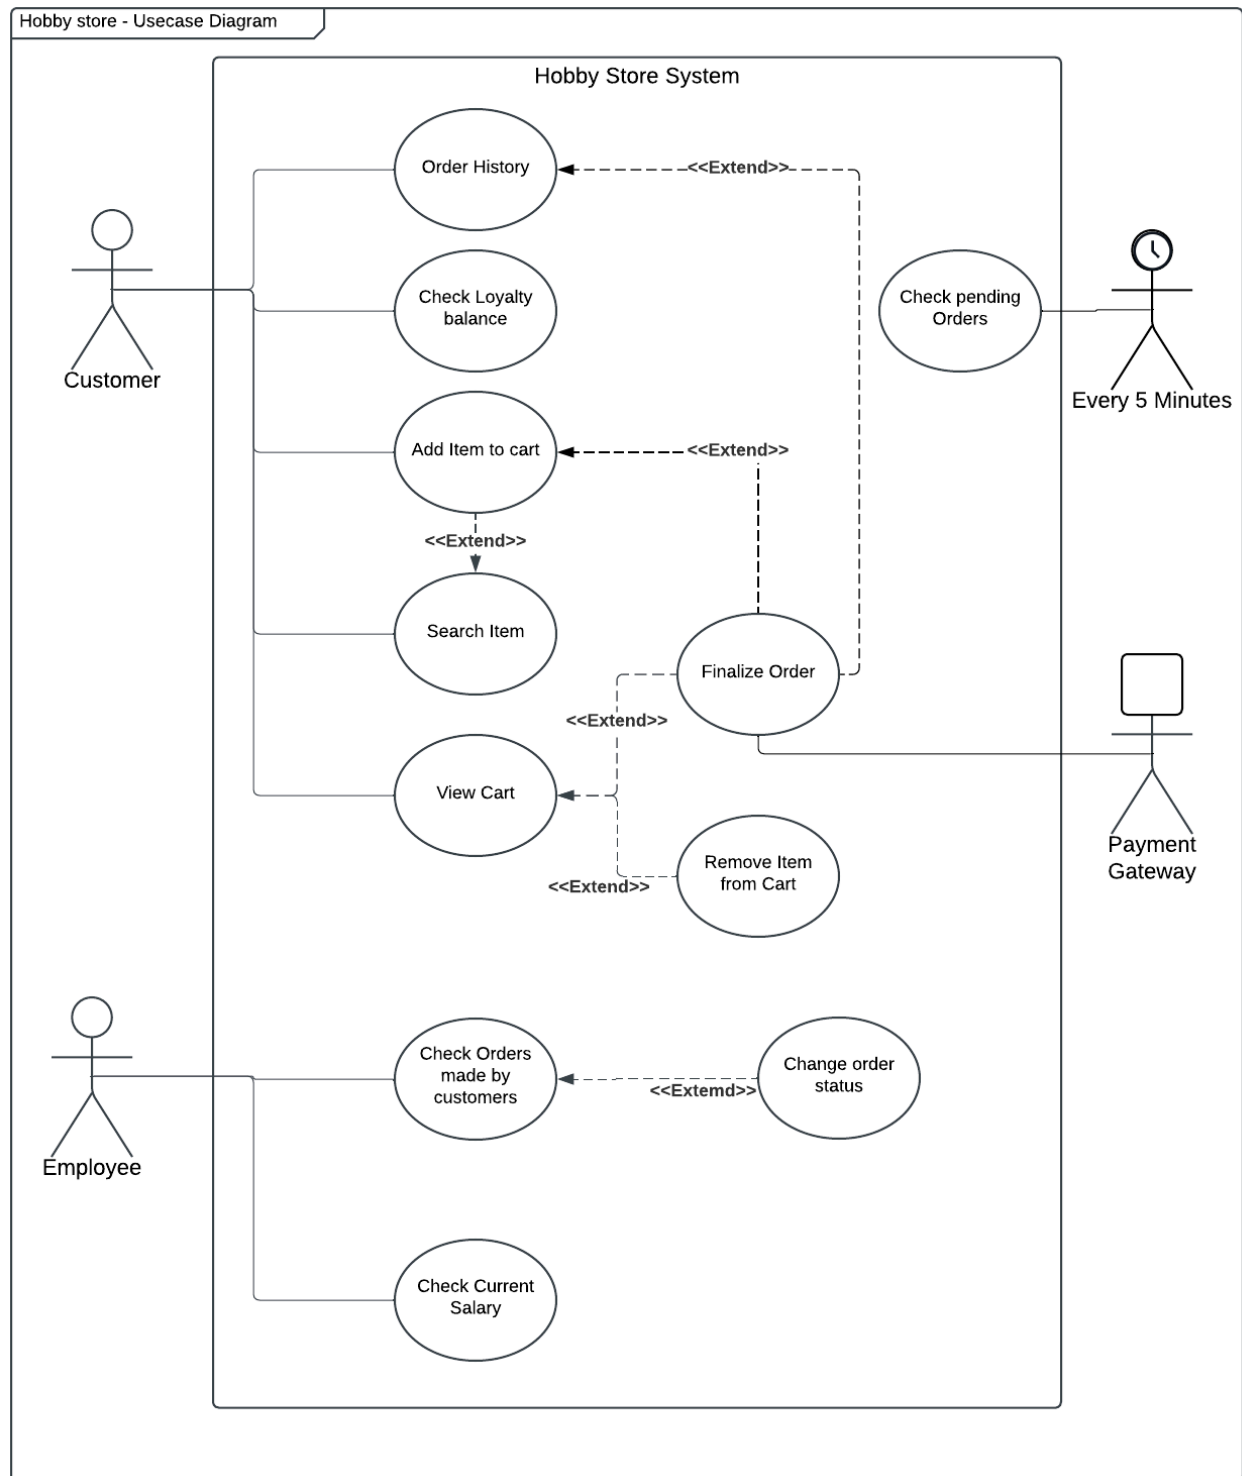 Hobby store - Usecase Diagram
Hobby Store System
Order History
<<Extend>>
Check Loyalty
balance
Check pending
Orders
Customer
Every 5 Minutes
Add Item to cart
<<Extend>>
<<Extend>>
Search Item
Finalize Order
<<Extend>>
View Cart
Payment
Gateway
Remove Item
from Cart
<<Extend>>
Check Orders
made by
customers
Change order
status
<<Extemd>>
Employee
Check Current
Salary